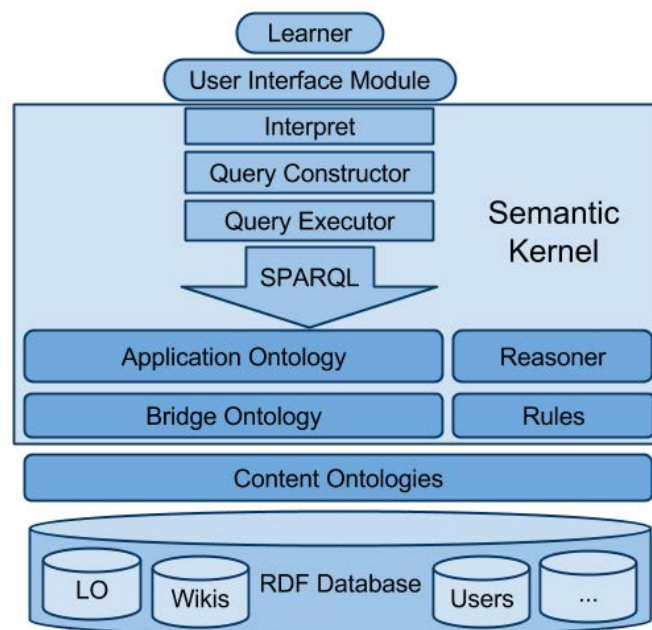 Learner
User Interface Module
Interpret
Query Constructor
Query Executor
Semantic
Kernel
SPARQL
Application Ontology
Reasoner
Bridge Ontology
Rules
Content Ontologies
LO
Wikis
RDF Database
Users
...